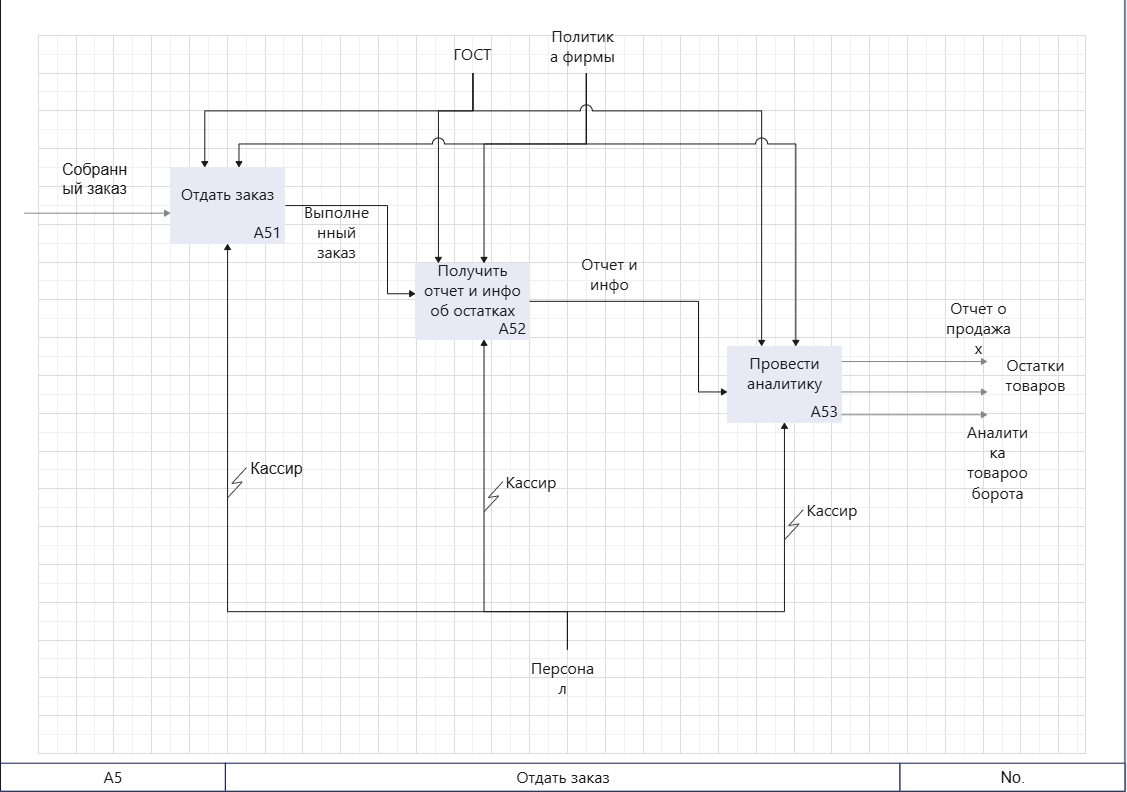 ГОСТ
Политик
а фирмы
Собранн
ый заказ
Отдать заказ
A51
Выполне
нный
заказ
Получить
отчет и инфо
об остатках
A52
Отчет и
инфо
Провести
аналитику
A53
Отчет о
продажа
х
Остатки
товаров
Аналити
ка
товароо
борота
Кассир
Кассир
Кассир
Персона
л
A5
Отдать заказ
No.